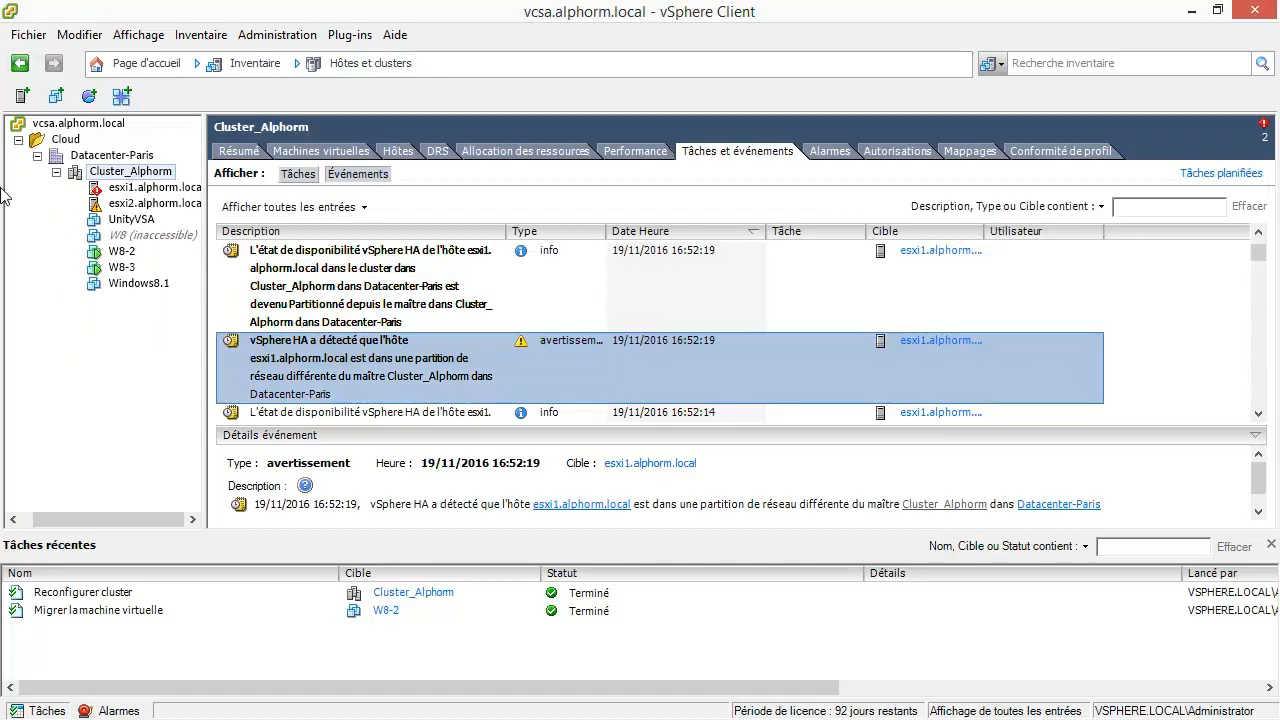 vcsa.alphorm.local - vSphere Client
Fichier Modifier Affichage Inventaire Administration Plug-ins Aide
Page d'accueil Inventaire Hôtes et clusters Recherche inventaire
vcsa.alphorm.local
Cloud
Datacenter-Paris
Cluster_Alphorm
esxi1.alphorm.loca
esxi2.alphorm.loca
UnityVSA
W8 (inaccessible)
W8-2
W8-3
Windows8.1
Cluster_Alphorm
2
Résumé Machines virtuelles Hôtes DRS Allocation des ressources Performance Tâches et événements Alarmes Autorisations Mappages Conformité de profil
Afficher : Tâches Événements Tâches planifiées
Afficher toutes les entrées Description, Type ou Cible contient : Effacer
Description Type Date Heure Tâche Cible Utilisateur
L'état de disponibilité vSphere HA de l'hôte esxi1. info 19/11/2016 16:52:19 esxi1.alphorm....
alphorm.local dans le cluster dans
Cluster_Alphorm dans Datacenter-Paris est
devenu Partitionné depuis le maître dans Cluster_
Alphorm dans Datacenter-Paris
vSphere HA a détecté que l'hôte avertissem... 19/11/2016 16:52:19 esxi1.alphorm....
esxi1.alphorm.local est dans une partition de
réseau différente du maître Cluster_Alphorm dans
Datacenter-Paris
L'état de disponibilité vSphere HA de l'hôte esxi1. info 19/11/2016 16:52:14 esxi1.alphorm....
Détails événement
Type : avertissement Heure : 19/11/2016 16:52:19 Cible : esxi1.alphorm.local
Description :
19/11/2016 16:52:19, vSphere HA a détecté que l'hôte esxi1.alphorm.local est dans une partition de réseau différente du maître Cluster_Alphorm dans Datacenter-Paris
Tâches récentes Nom, Cible ou Statut contient : Effacer
Nom Cible Statut Détails Lancé par
Reconfigurer cluster Cluster_Alphom Terminé VSPHERE.LOCAL\
Migrer la machine virtuelle W8-2 Terminé VSPHERE.LOCAL\
Tâches Alarmes Période de licence : 92 jours restants Affichage de toutes les entrées VSPHERE.LOCAL\Administrator